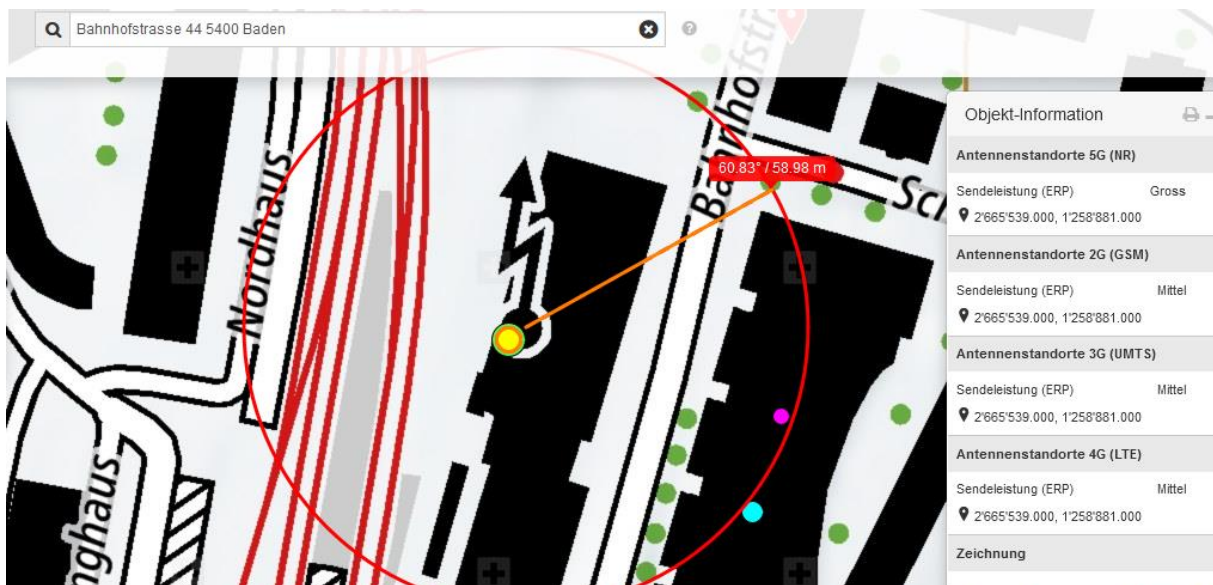 Bahnhofstrasse 44 5400 Baden
Objekt-Information
Antennenstandorte 5G (NR)
Sendeleistung (ERP) Gross
2'665'539.000, 1'258'881.000
Antennenstandorte 2G (GSM)
Sendeleistung (ERP) Mittel
2'665'539.000, 1'258'881.000
Antennenstandorte 3G (UMTS)
Sendeleistung (ERP) Mittel
2'665'539.000, 1'258'881.000
Antennenstandorte 4G (LTE)
Sendeleistung (ERP) Mittel
2'665'539.000, 1'258'881.000
Zeichnung
60.83° / 58.98 m
Nordhaus
Bahnhofstra
Sch
nghaus